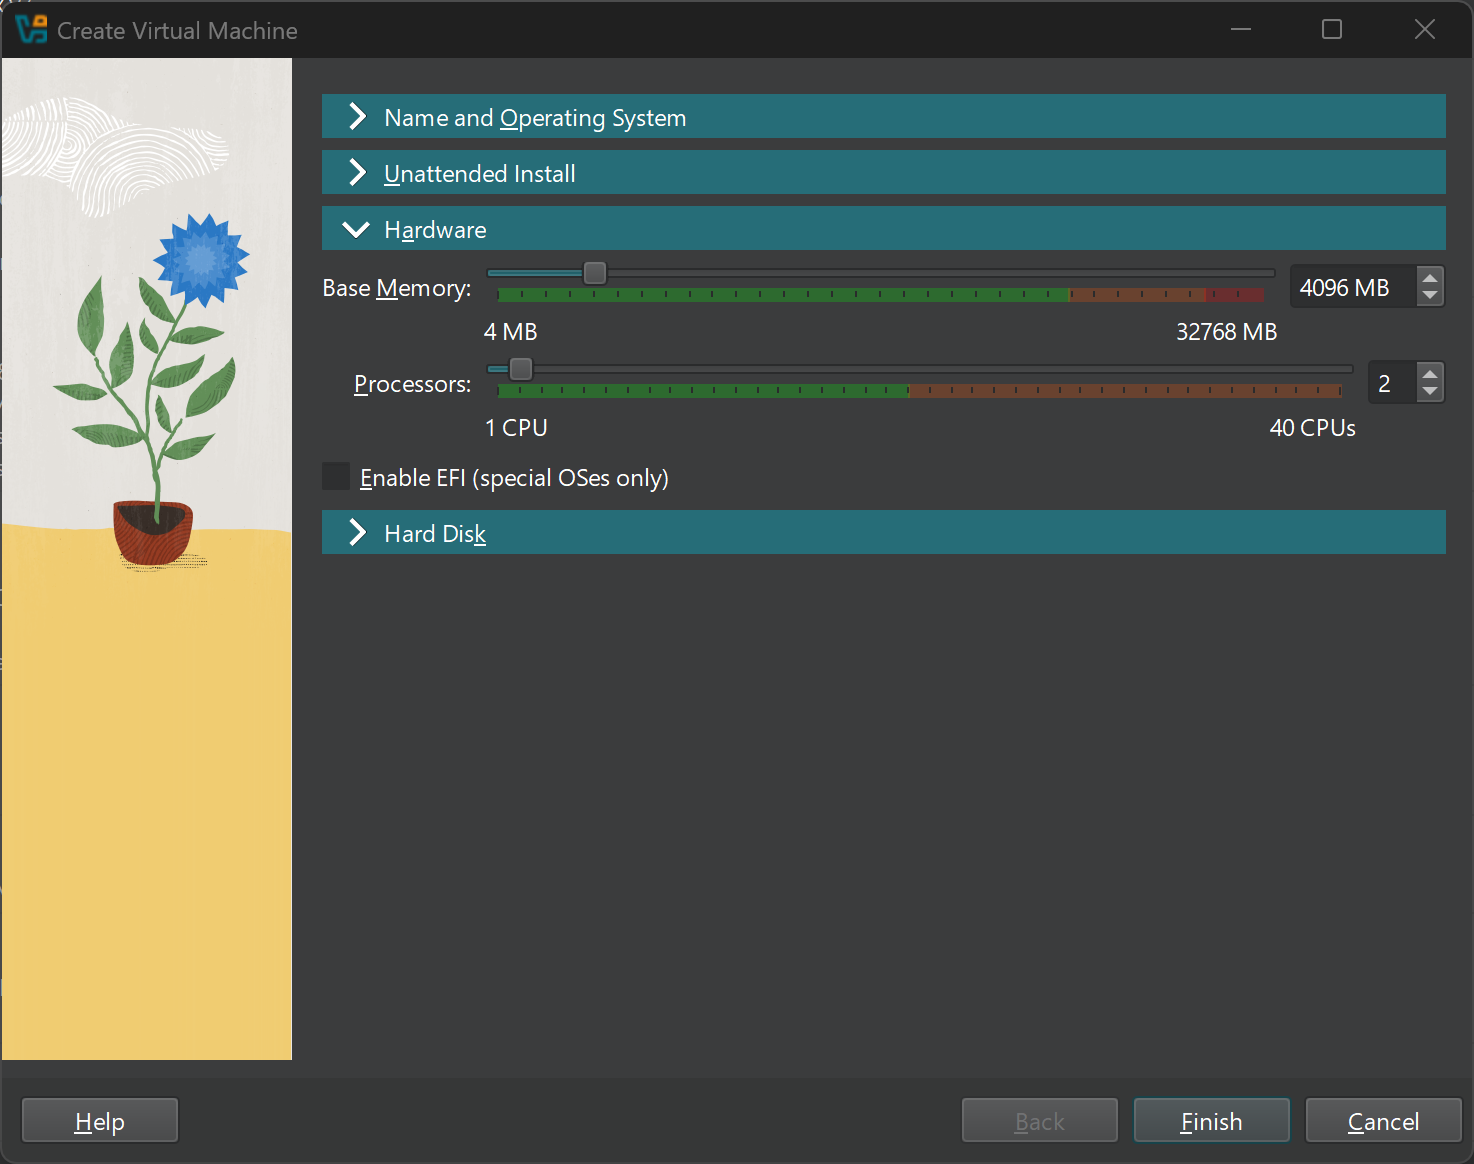 Create Virtual Machine
Name and Operating System
Unattended Install
Hardware
Base Memory:
4096 MB
4 MB
32768 MB
Processors:
2
1 CPU
40 CPUs
Enable EFI (special OSes only)
Hard Disk
Help
Back
Finish
Cancel